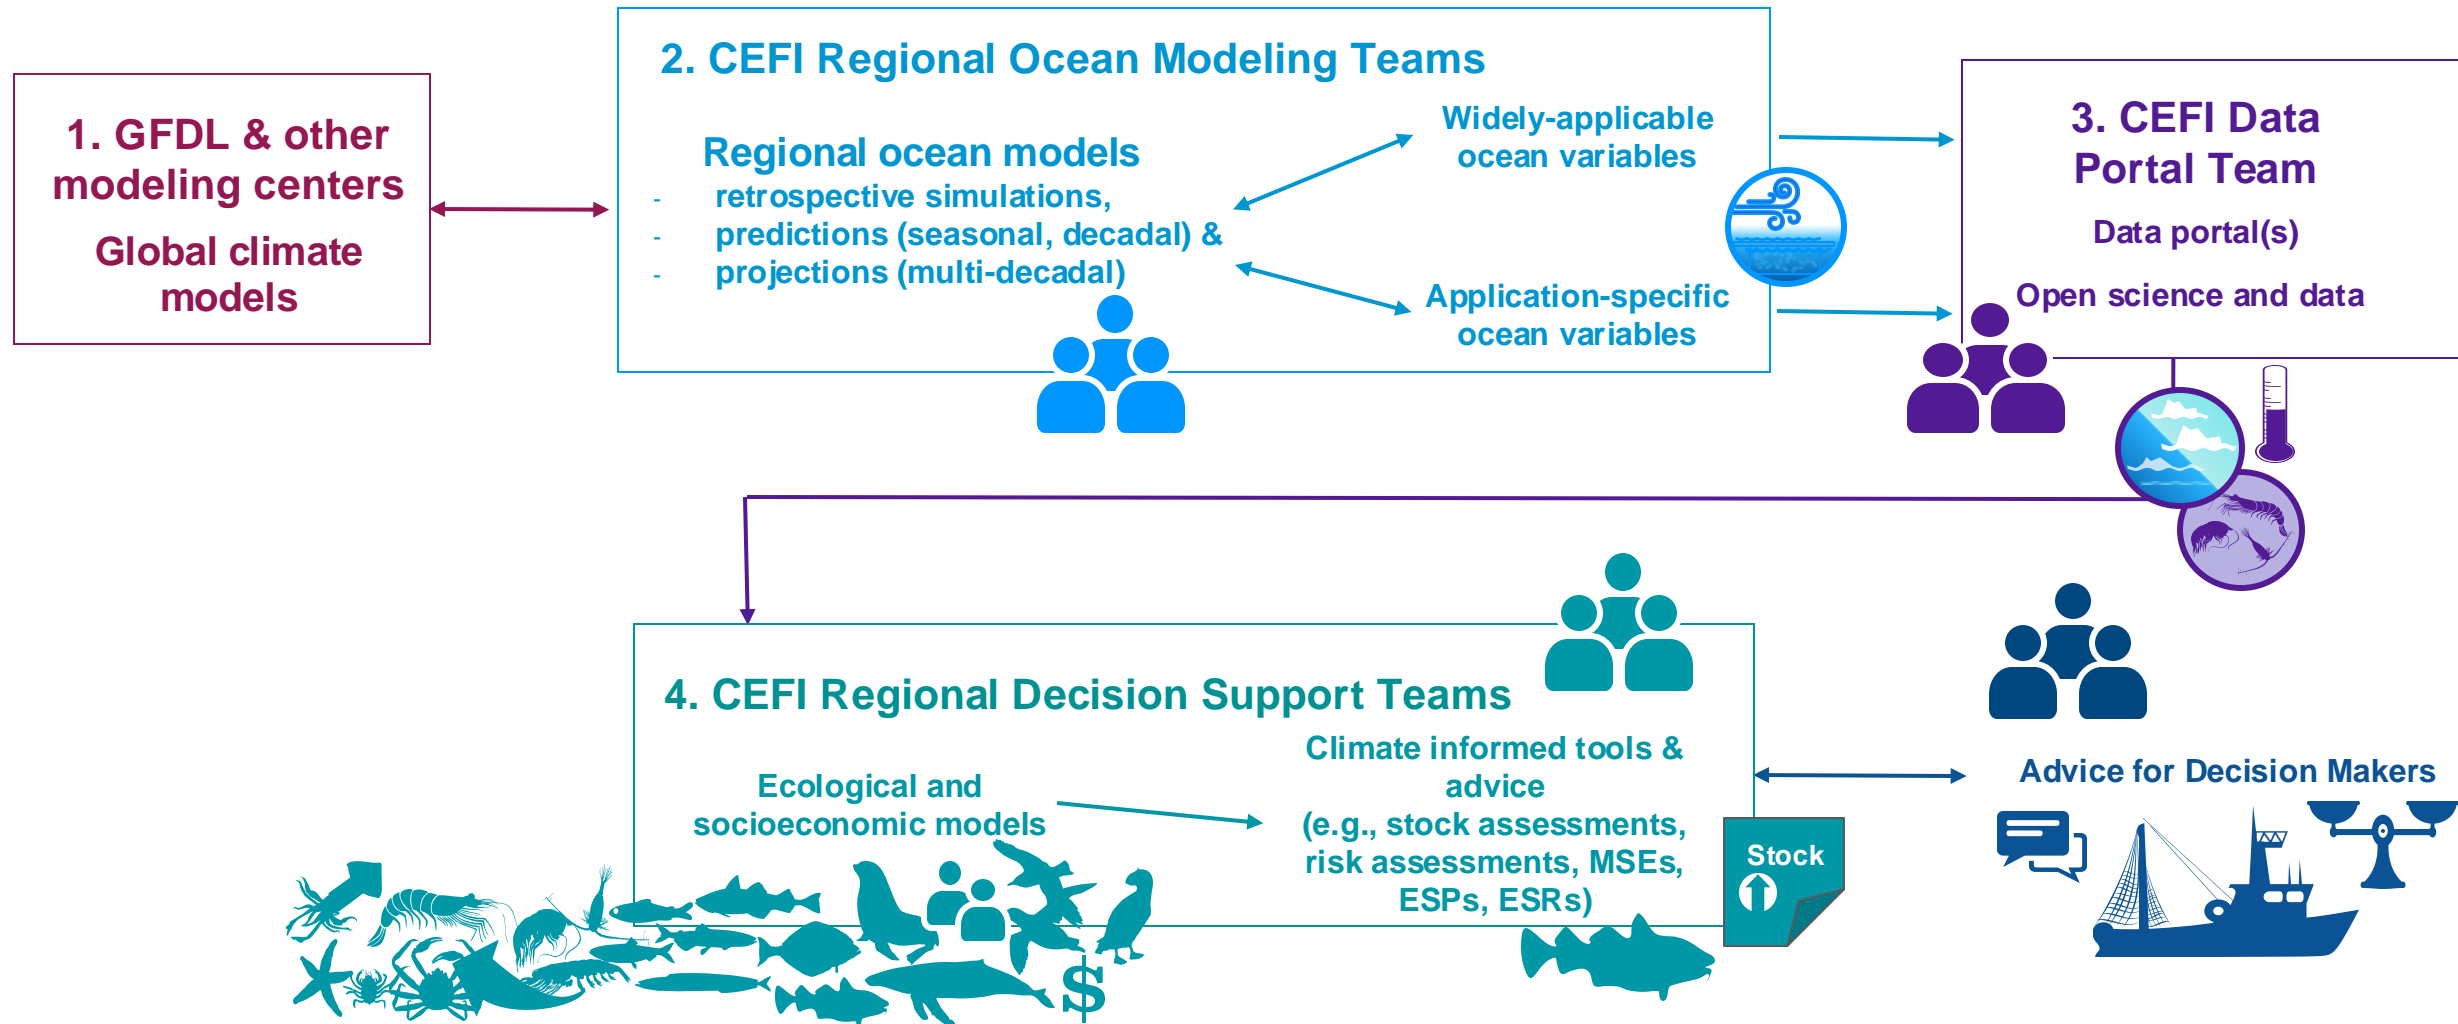 1. GFDL & other
modeling centers
Global climate
models
2. CEFI Regional Ocean Modeling Teams
Regional ocean models
- retrospective simulations,
- predictions (seasonal, decadal) &
- projections (multi-decadal)
Widely-applicable
ocean variables
Application-specific
ocean variables
3. CEFI Data
Portal Team
Data portal(s)
Open science and data
4. CEFI Regional Decision Support Teams
Ecological and
socioeconomic models
Climate informed tools &
advice
(e.g., stock assessments,
risk assessments, MSEs,
ESPs, ESRs)
Stock
$
Advice for Decision Makers